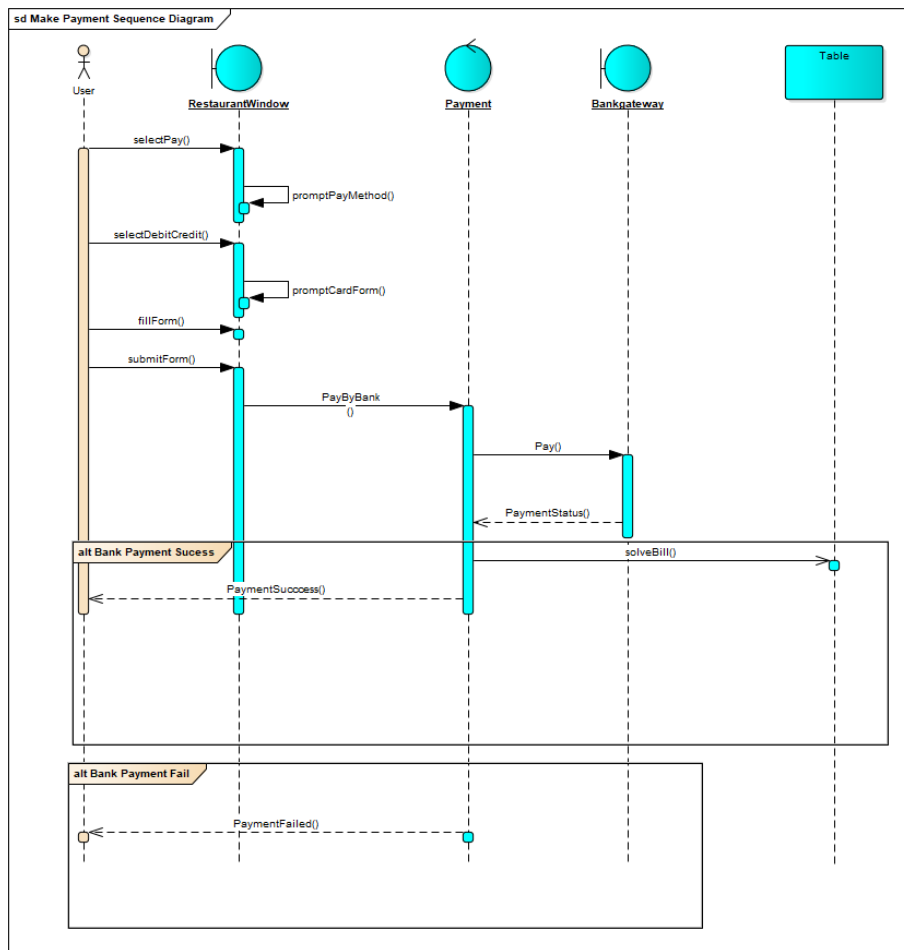 sd Make Payment Sequence Diagram
User
RestaurantWindow
Payment
Bankgateway
Table
selectPay()
promptPayMethod()
selectDebitCredit()
promptCardForm()
fillForm()
submitForm()
PayByBank
()
Pay()
PaymentStatus()
alt Bank Payment Sucess
solveBill()
PaymentSucccess()
alt Bank Payment Fail
PaymentFailed()